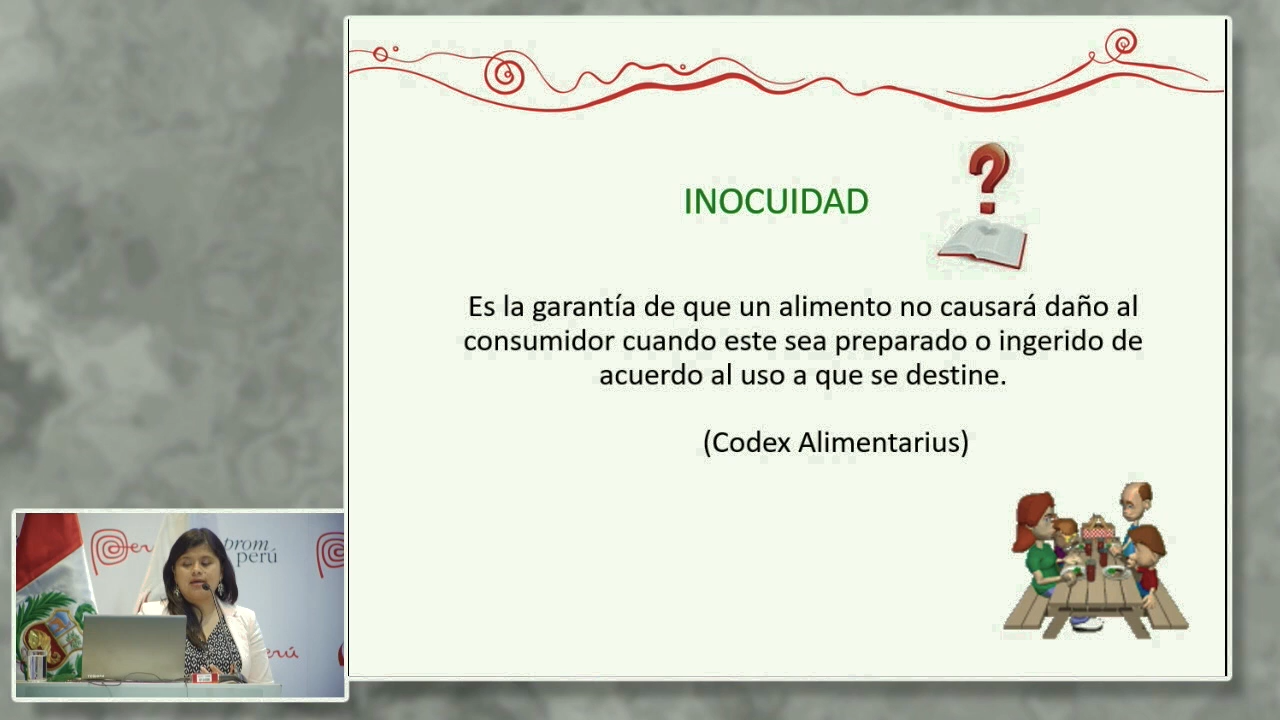 INOCUIDAD
Es la garantía de que un alimento no causará daño al
consumidor cuando este sea preparado o ingerido de
acuerdo al uso a que se destine.
(Codex Alimentarius)
Perú
prom
perú